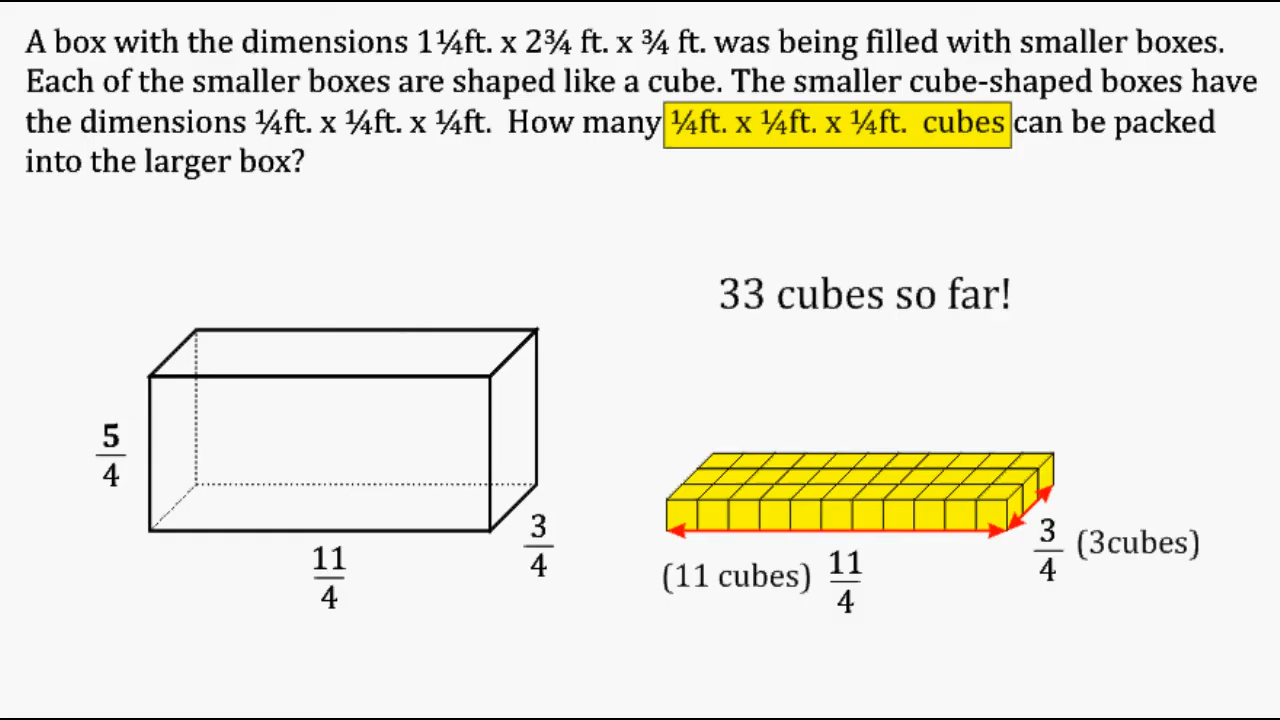 A box with the dimensions 1¼ft. x 2¾ ft. x ¾ ft. was being filled with smaller boxes.
Each of the smaller boxes are shaped like a cube. The smaller cube-shaped boxes have
the dimensions ¼ft. x ¼ft. x ¼ft. How many ¼ft. x ¼ft. x ¼ft. cubes can be packed
into the larger box?
33 cubes so far!
5
4
11
4
3
4
(11 cubes) 11
4
3
4
(3cubes)